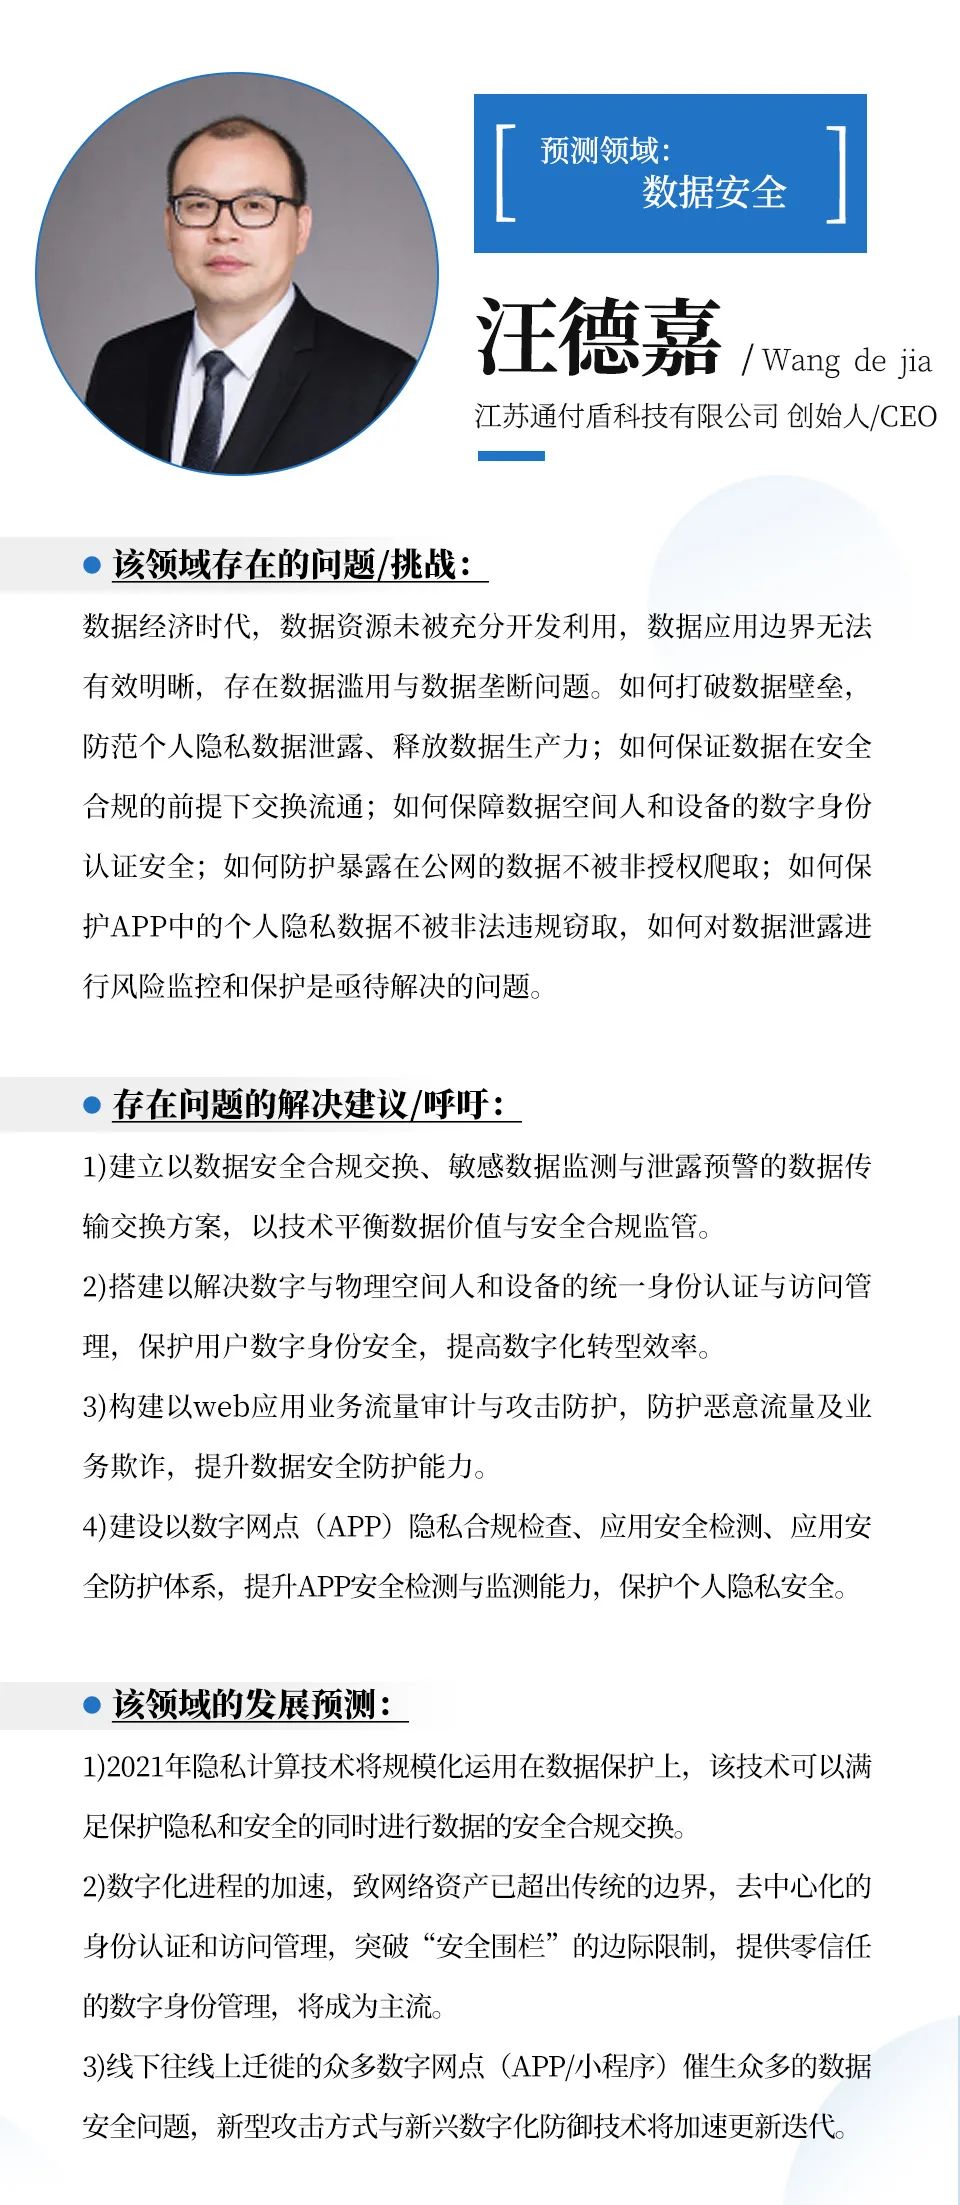 预测领域：
数据安全
汪德嘉 / Wang de jia
江苏通付盾科技有限公司 创始人/CEO
该领域存在的问题/挑战：
数据经济时代，数据资源未被充分开发利用，数据应用边界无法
有效明晰，存在数据滥用与数据垄断问题。如何打破数据壁垒，
防范个人隐私数据泄露、释放数据生产力；如何保证数据在安全
合规的前提下交换流通；如何保障数据空间人和设备的数字身份
认证安全；如何防护暴露在公网的数据不被非授权爬取；如何保
护APP中的个人隐私数据不被非法违规窃取，如何对数据泄露进
行风险监控和保护是亟待解决的问题。
存在问题的解决建议/呼吁：
1)建立以数据安全合规交换、敏感数据监测与泄露预警的数据传
输交换方案，以技术平衡数据价值与安全合规监管。
2)搭建以解决数字与物理空间人和设备的统一身份认证与访问管
理，保护用户数字身份安全，提高数字化转型效率。
3)构建以web应用业务流量审计与攻击防护，防护恶意流量及业
务欺诈，提升数据安全防护能力。
4)建设以数字网点（APP）隐私合规检查、应用安全检测、应用安
全防护体系，提升APP安全检测与监测能力，保护个人隐私安全。
该领域的发展预测：
1)2021年隐私计算技术将规模化运用在数据保护上，该技术可以满
足保护隐私和安全的同时进行数据的安全合规交换。
2)数字化进程的加速，致网络资产已超出传统的边界，去中心化的
身份认证和访问管理，突破“安全围栏”的边际限制，提供零信任
的数字身份管理，将成为主流。
3)线下往线上迁徙的众多数字网点（APP/小程序）催生众多的数据
安全问题，新型攻击方式与新兴数字化防御技术将加速更新迭代。